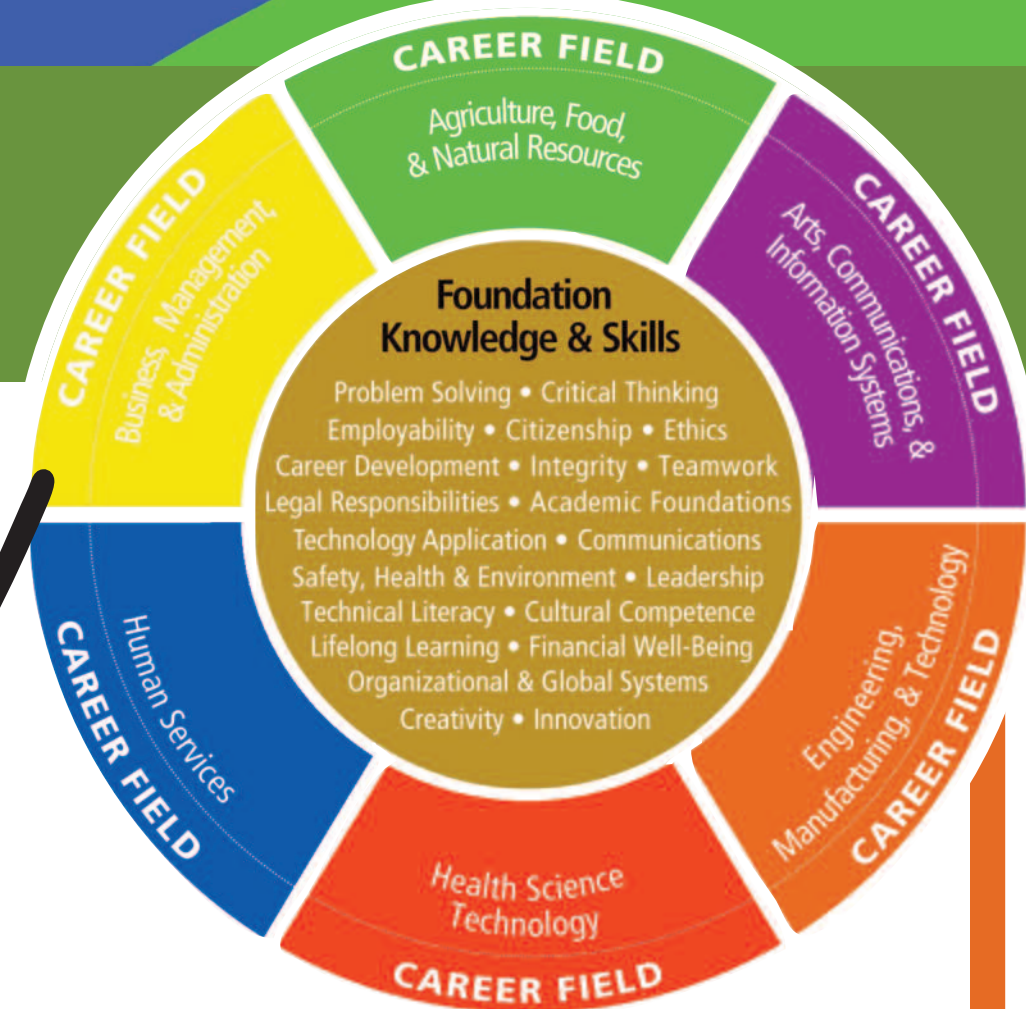 CAREER FIELD
Agriculture, Food,
& Natural Resources
CAREER FIELD
Arts, Communications, &
Information Systems
Engineering,
Manufacturing, & Technology
CAREER FIELD
Health Science
Technology
CAREER FIELD
Human Services
CAREER FIELD
CAREER FIELD
Business, Management,
& Administration
Foundation
Knowledge & Skills
Problem Solving • Critical Thinking
Employability • Citizenship • Ethics
Career Development • Integrity • Teamwork
Legal Responsibilities • Academic Foundations
Technology Application • Communications
Safety, Health & Environment • Leadership
Technical Literacy • Cultural Competence
Lifelong Learning • Financial Well-Being
Organizational & Global Systems
Creativity • Innovation